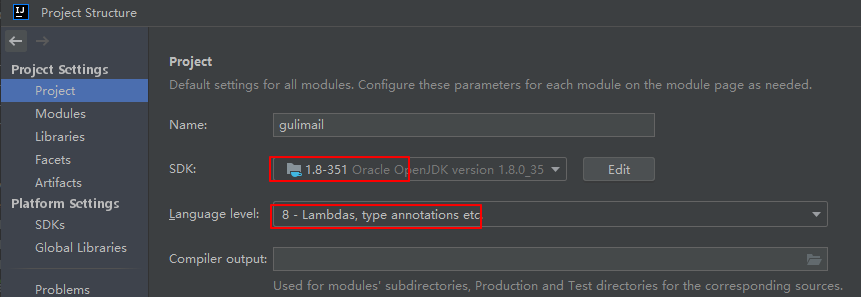 IJ Project Structure
Project Settings
Project
Modules
Libraries
Facets
Artifacts
Platform Settings
SDKs
Global Libraries
Problems
Project
Default settings for all modules. Configure these parameters for each module on the module page as needed.
Name: gulimail
SDK: 1.8-351 Oracle OpenJDK version 1.8.0_35 Edit
Language level: 8 - Lambdas, type annotations etc.
Compiler output:
Used for modules' subdirectories, Production and Test directories for the corresponding sources.